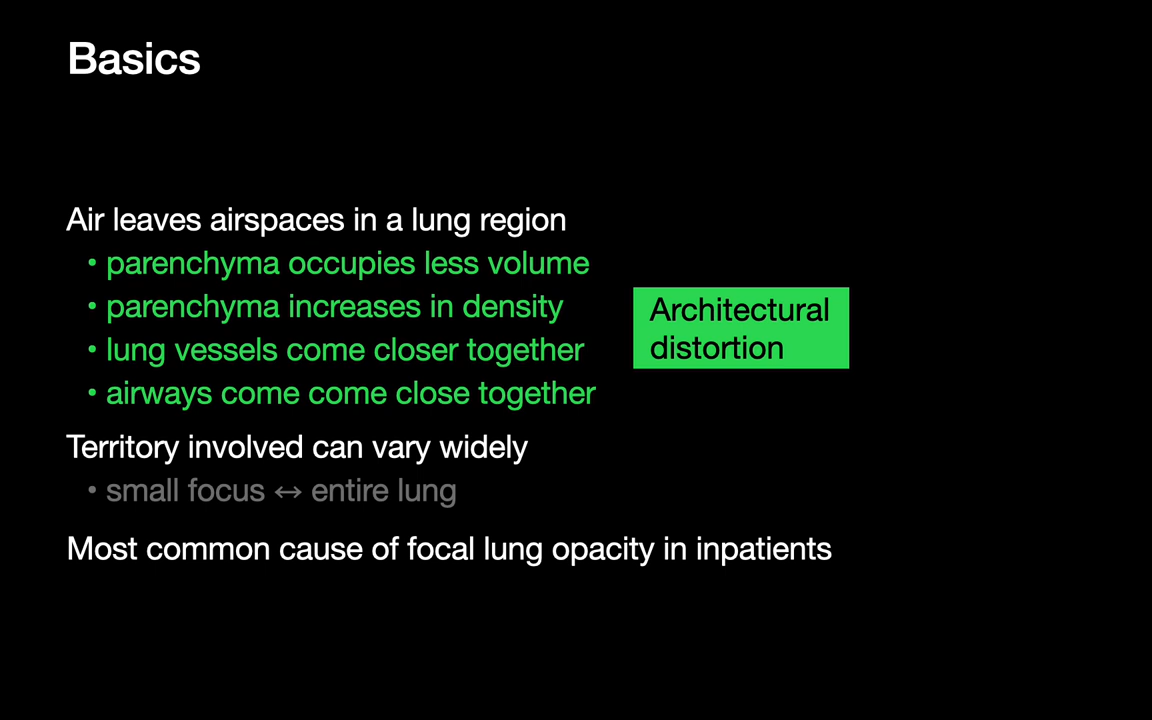 Basics
Air leaves airspaces in a lung region
• parenchyma occupies less volume
• parenchyma increases in density
• lung vessels come closer together
• airways come come close together
Architectural
distortion
Territory involved can vary widely
• small focus ↔ entire lung
Most common cause of focal lung opacity in inpatients